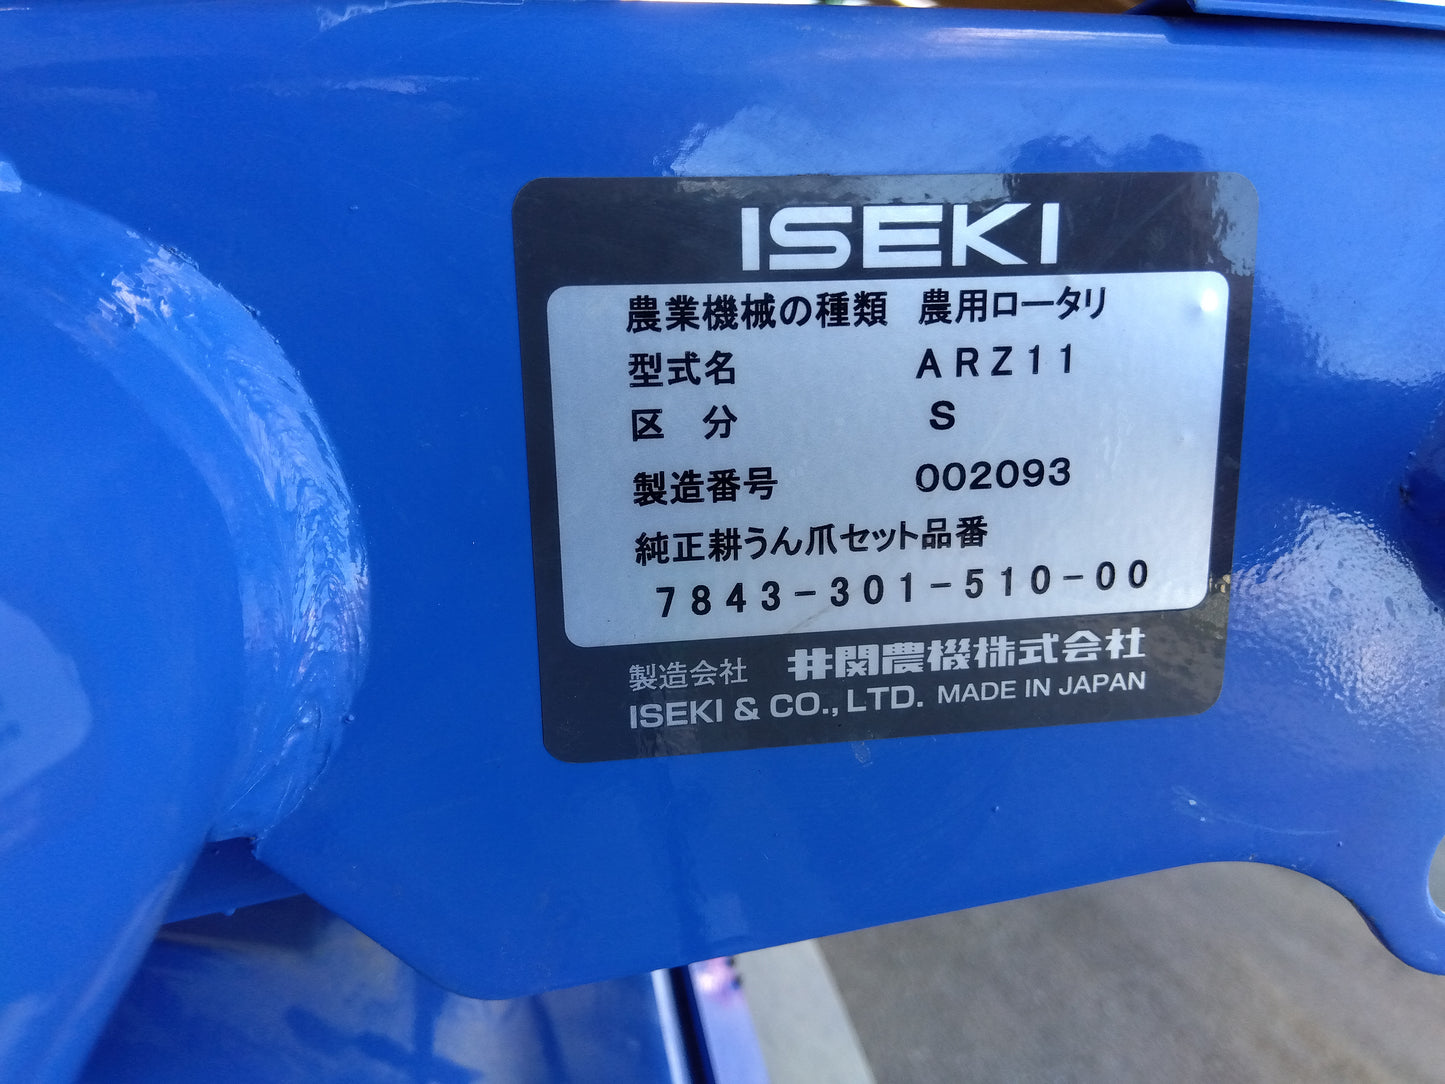 ISEKI
農業機械の種類 農用ロータリ
型式名 ARZ11
区分 S
製造番号 002093
純正耕うん爪セット品番
7843-301-510-00
製造会社 井関農機株式会社
ISEKI & CO., LTD. MADE IN JAPAN